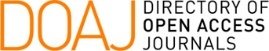 DOAJ
DIRECTORY OF
OPEN ACCESS
JOURNALS